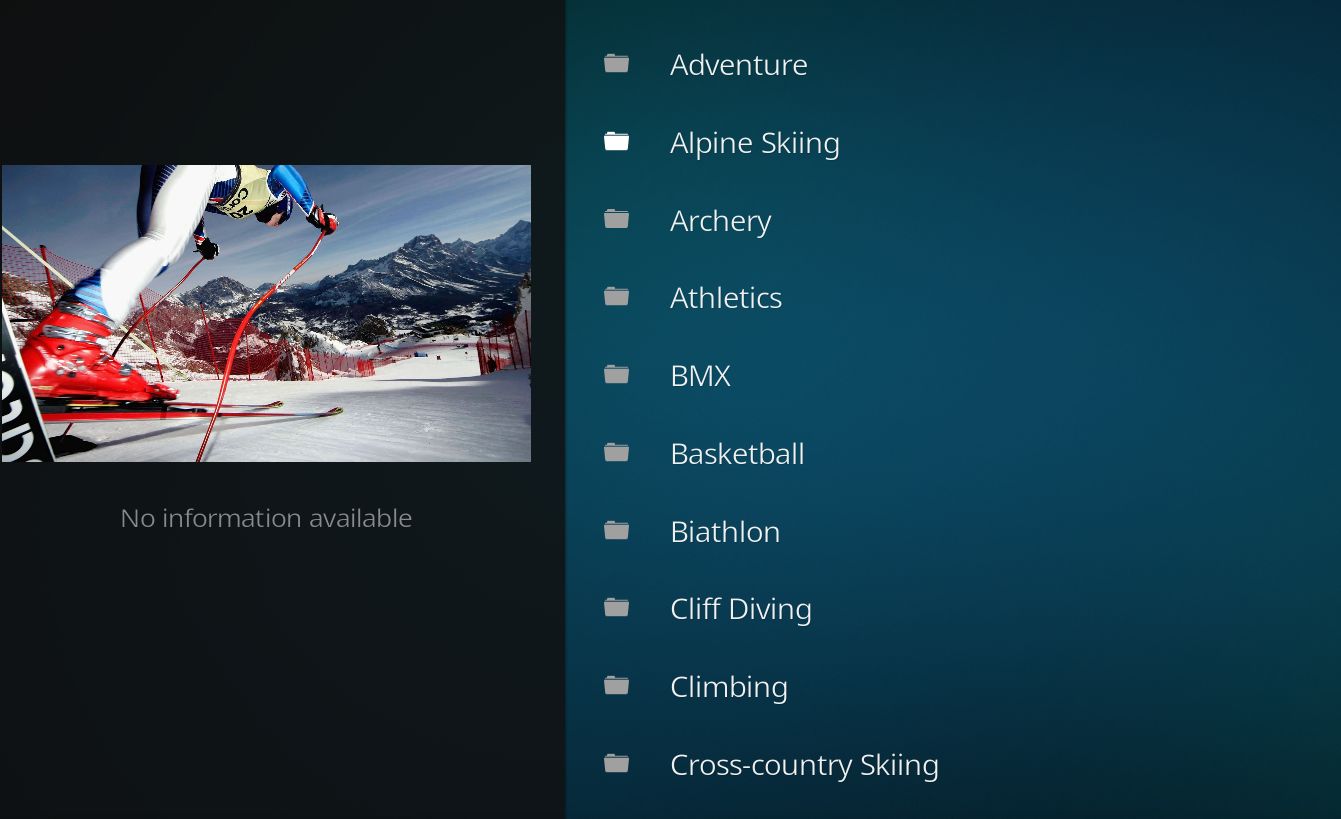 Adventure
Alpine Skiing
Archery
Athletics
BMX
Basketball
Biathlon
Cliff Diving
Climbing
Cross-country Skiing
No information available